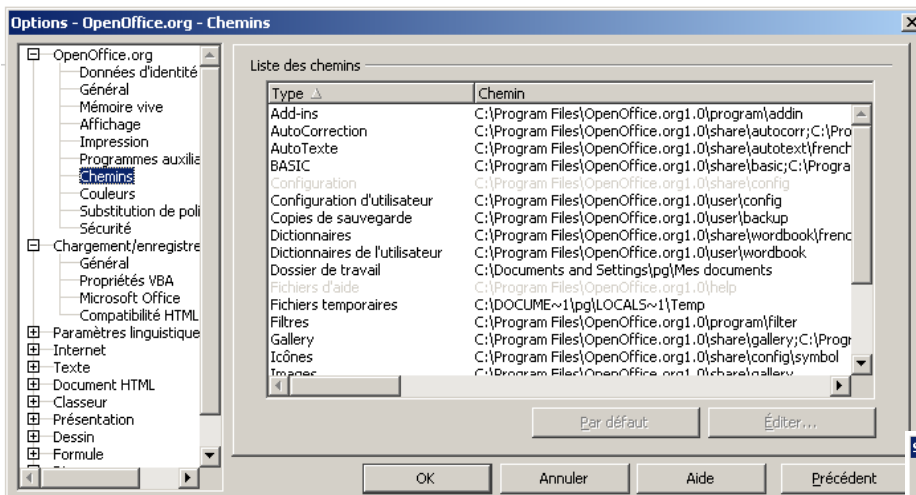 Options - OpenOffice.org - Chemins
OpenOffice.org
Données d'identité
Général
Mémoire vive
Affichage
Impression
Programmes auxilia
Chemins
Couleurs
Substitution de poli
Sécurité
Chargement/enregistre
Général
Propriétés VBA
Microsoft Office
Compatibilité HTML
Paramètres linguistique
Internet
Texte
Document HTML
Classeur
Présentation
Dessin
Formule
Liste des chemins
Type Chemin
Add-ins C:\Program Files\OpenOffice.org1.0\program\addin
AutoCorrection C:\Program Files\OpenOffice.org1.0\share\autocorr;C:\Pro
AutoTexte C:\Program Files\OpenOffice.org1.0\share\autotext\french
BASIC C:\Program Files\OpenOffice.org1.0\share\basic;C:\Progra
Configuration C:\Program Files\OpenOffice.org1.0\share\config
Configuration d'utilisateur C:\Program Files\OpenOffice.org1.0\user\config
Copies de sauvegarde C:\Program Files\OpenOffice.org1.0\user\backup
Dictionnaires C:\Program Files\OpenOffice.org1.0\share\wordbook\frenc
Dictionnaires de l'utilisateur C:\Program Files\OpenOffice.org1.0\user\wordbook
Dossier de travail C:\Documents and Settings\pg\Mes documents
Fichiers d'aide C:\Program Files\OpenOffice.org1.0\help
Fichiers temporaires C:\DOCUME~1\pg\LOCALS~1\Temp
Filtres C:\Program Files\OpenOffice.org1.0\program\filter
Gallery C:\Program Files\OpenOffice.org1.0\share\gallery;C:\Progr
Icônes C:\Program Files\OpenOffice.org1.0\share\config\symbol
Images C:\Program Files\OpenOffice.org1.0\share\gallery
Par défaut Éditer...
OK Annuler Aide Précédent